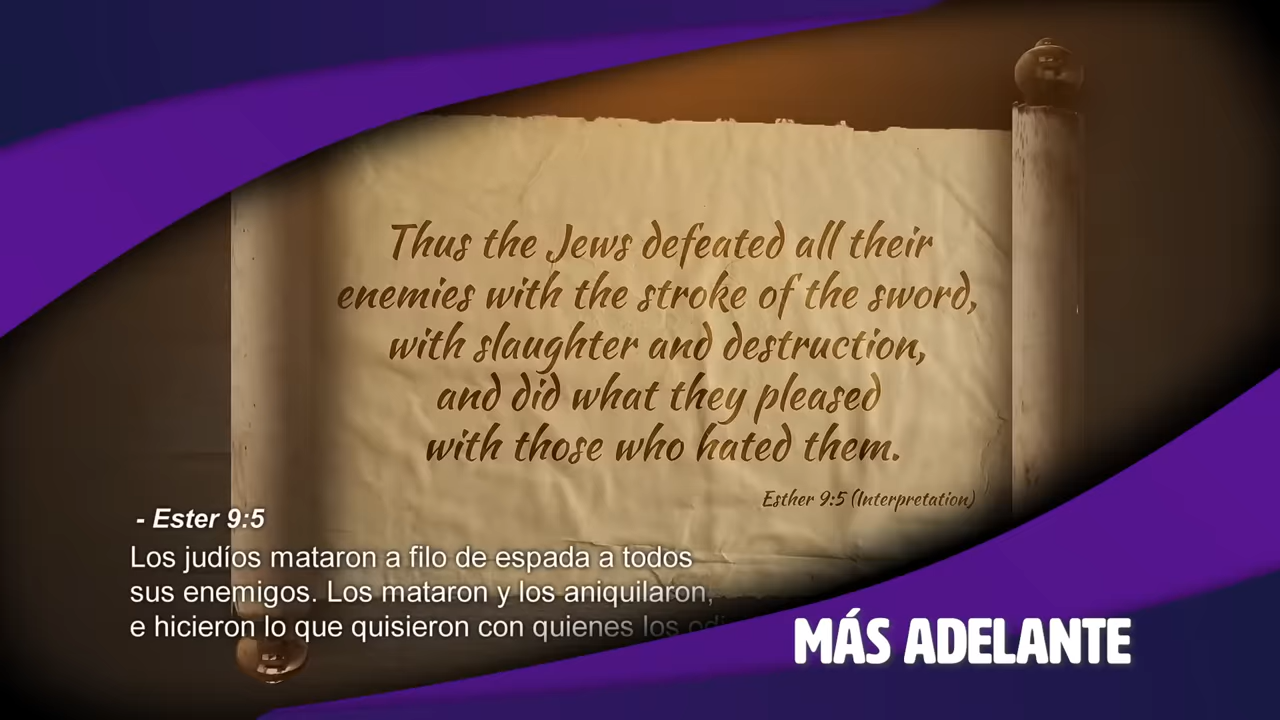 Thus the Jews defeated all their
enemies with the stroke of the sword,
with slaughter and destruction,
and did what they pleased
with those who hated them.
Esther 9:5 (Interpretation)
- Ester 9:5
Los judíos mataron a filo de espada a todos
sus enemigos. Los mataron y los aniquilaron,
e hicieron lo que quisieron con quienes los
MÁS ADELANTE